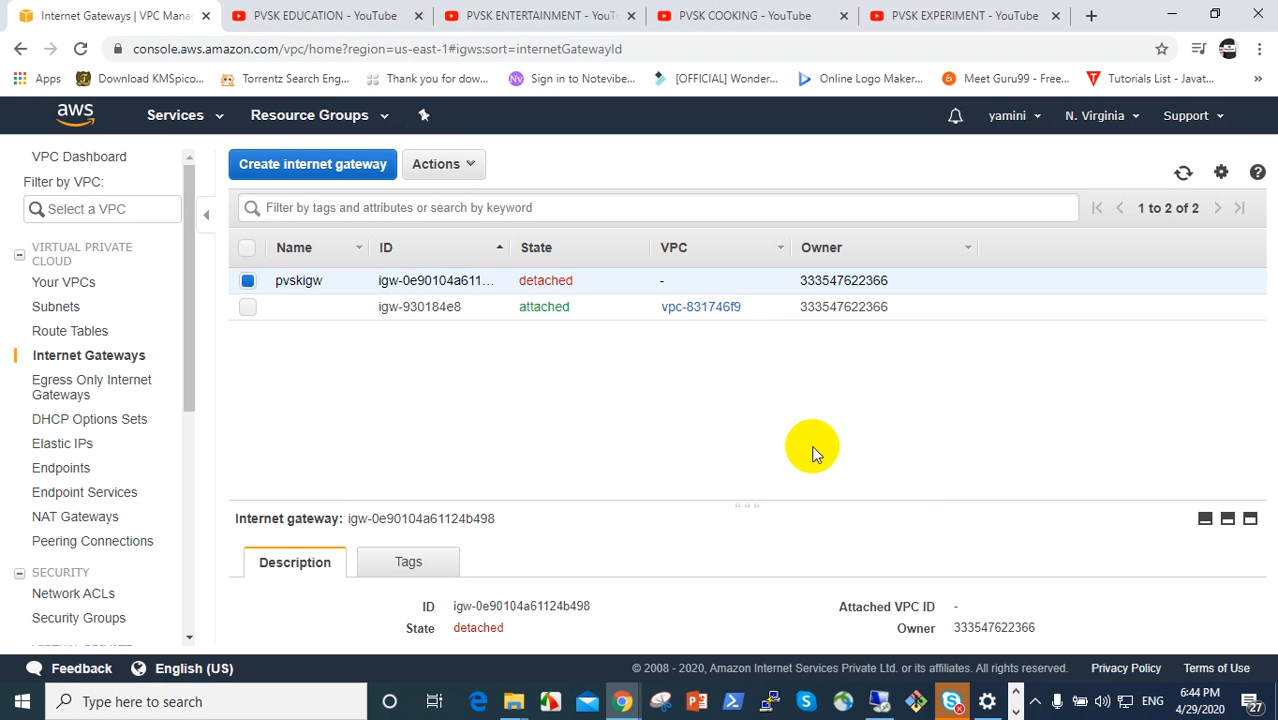 Internet Gateways | VPC Mana
PVSK EDUCATION - YouTube
PVSK ENTERTAINMENT - YouT
PVSK COOKING - YouTube
PVSK EXPERIMENT - YouTube
console.aws.amazon.com/vpc/home?region=us-east-1#igws:sort=internetGatewayId
Apps
Download KMSpico...
Torrentz Search Eng...
Thank you for dow...
Nv Sign in to Notevibe...
[OFFICIAL] Wonder...
Online Logo Maker...
Meet Guru99 - Free...
Tutorials List - Javat...
aws
Services
Resource Groups
yamini
N. Virginia
Support
VPC Dashboard
Filter by VPC:
Select a VPC
VIRTUAL PRIVATE
CLOUD
Your VPCs
Subnets
Route Tables
Internet Gateways
Egress Only Internet
Gateways
DHCP Options Sets
Elastic IPs
Endpoints
Endpoint Services
NAT Gateways
Peering Connections
SECURITY
Network ACLs
Security Groups
Create internet gateway
Actions
Filter by tags and attributes or search by keyword
1 to 2 of 2
Name ID State VPC Owner
pvskigw igw-0e90104a611... detached - 333547622366
igw-930184e8 attached vpc-831746f9 333547622366
Internet gateway: igw-0e90104a61124b498
Description
Tags
ID igw-0e90104a61124b498
Attached VPC ID -
State detached
Owner 333547622366
Feedback
English (US)
© 2008 - 2020, Amazon Internet Services Private Ltd. or its affiliates. All rights reserved.
Privacy Policy
Terms of Use
Type here to search
ENG
6:44 PM
4/29/2020
27